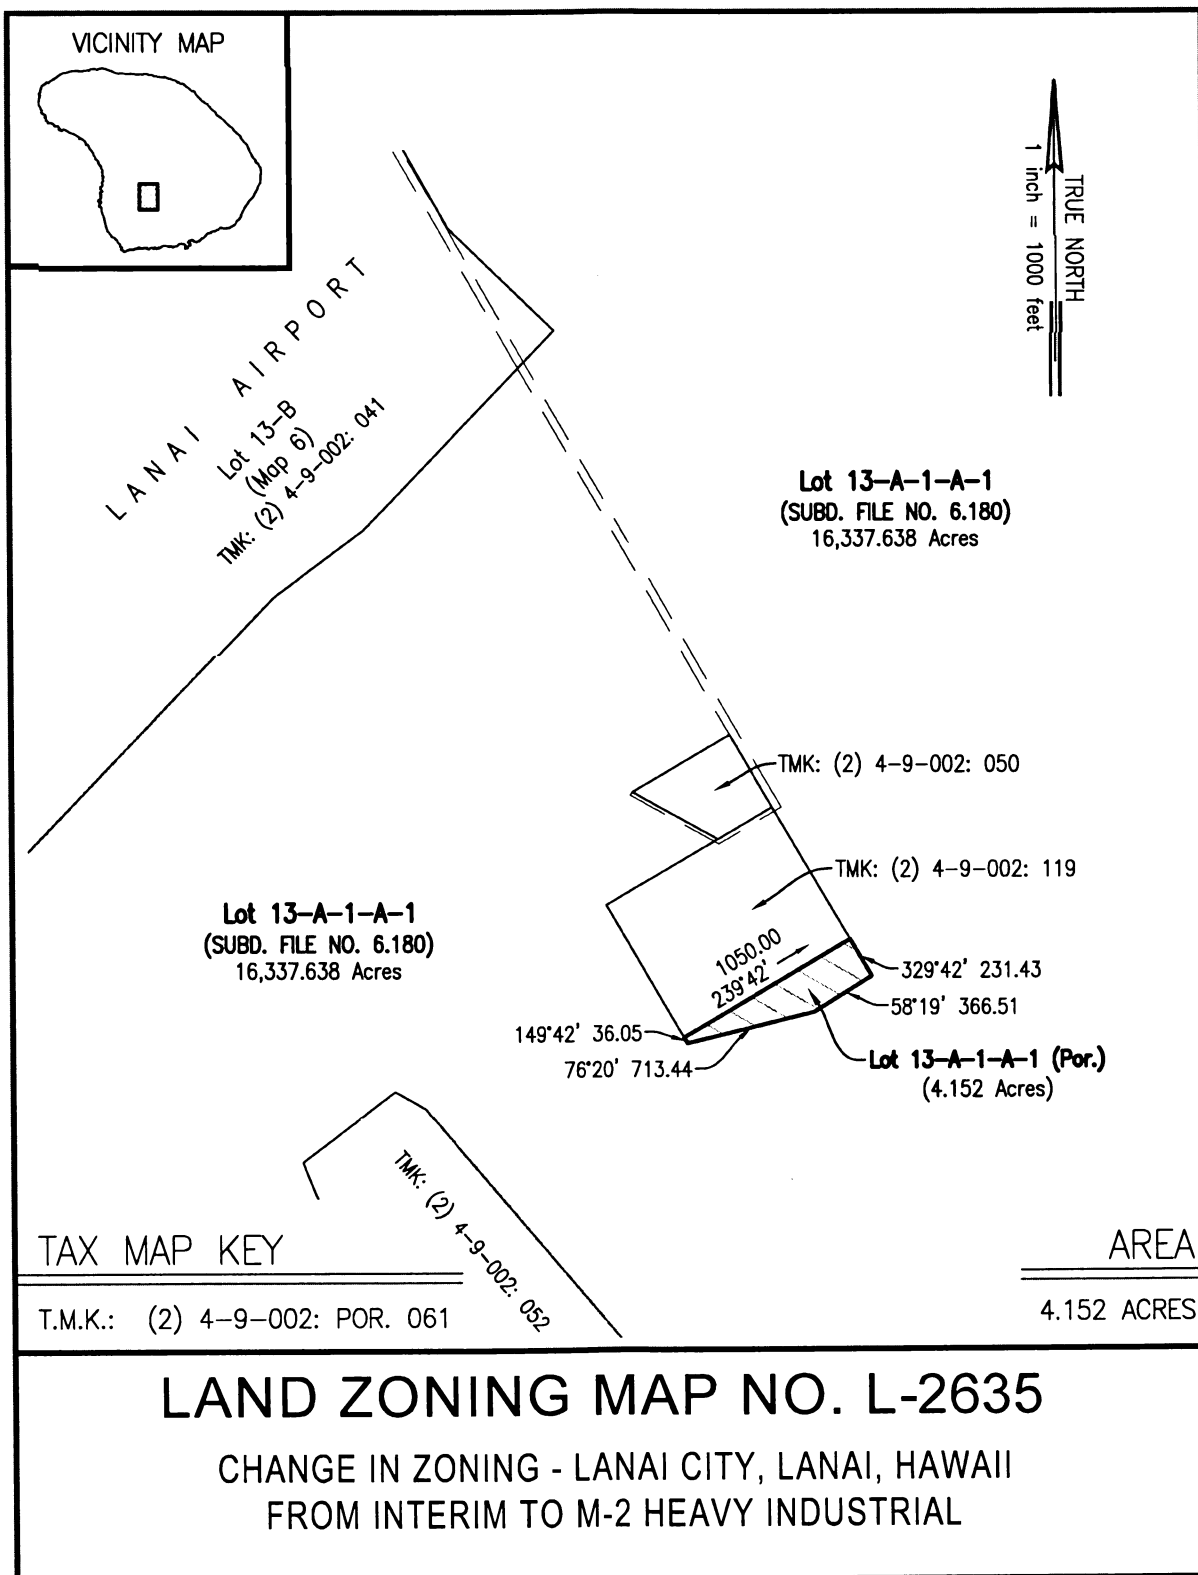 VICINITY MAP
TRUE NORTH
1 inch = 1000 feet
LANAI AIRPORT
Lot 13-B
(Map 6)
TMK: (2) 4-9-002: 041
Lot 13-A-1-A-1
(SUBD. FILE NO. 6.180)
16,337.638 Acres
TMK: (2) 4-9-002: 050
TMK: (2) 4-9-002: 119
Lot 13-A-1-A-1
(SUBD. FILE NO. 6.180)
16,337.638 Acres
1050.00
239°42'
329°42' 231.43
58°19' 366.51
149°42' 36.05
76°20' 713.44
Lot 13-A-1-A-1 (Por.)
(4.152 Acres)
TMK: (2) 4-9-002: 052
TAX MAP KEY
T.M.K.: (2) 4-9-002: POR. 061
AREA
4.152 ACRES
LAND ZONING MAP NO. L-2635
CHANGE IN ZONING - LANAI CITY, LANAI, HAWAII
FROM INTERIM TO M-2 HEAVY INDUSTRIAL